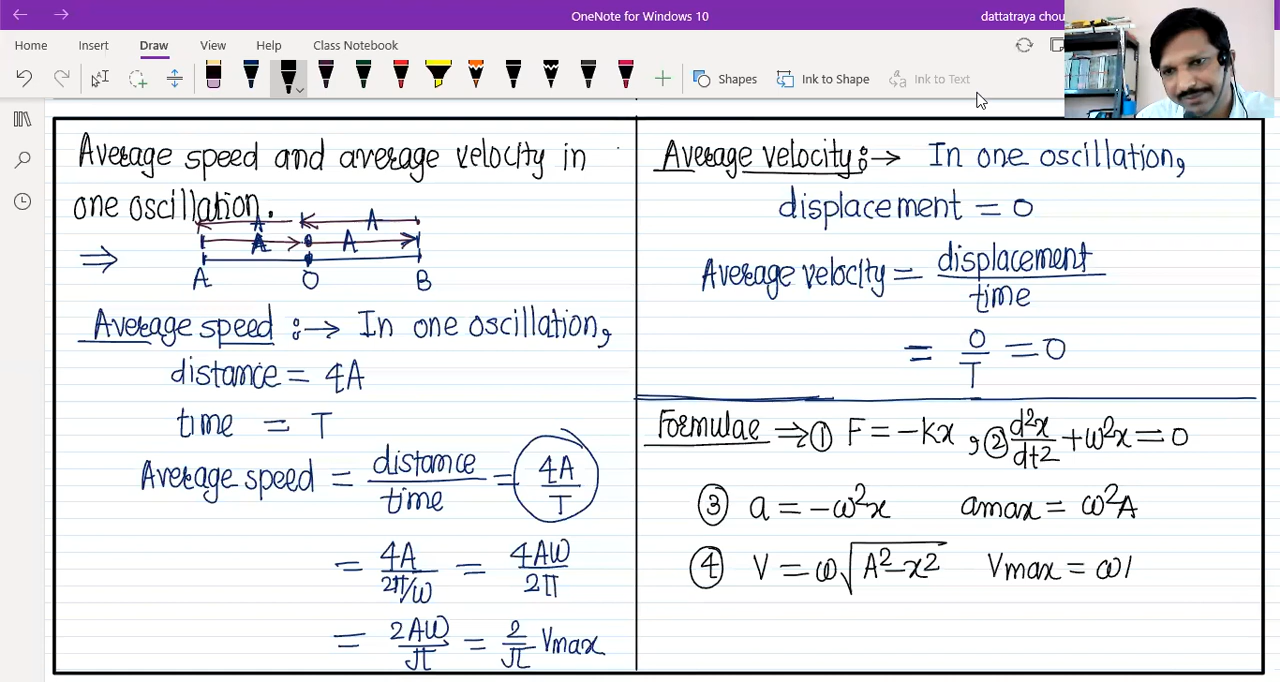 OneNote for Windows 10
dattatraya chou
Home Insert Draw View Help Class Notebook
Shapes Ink to Shape Ink to Text
Average speed and average velocity in
one oscillation.
A A
A A
⇒
A O B
Average speed :→ In one oscillation,
distance = 4A
time = T
Average speed = distance/time = 4A/T
= 4A/(2π/ω) = 4Aω/2π
= 2Aω/π = 2/π Vmax
Average velocity :→ In one oscillation,
displacement = 0
Average velocity = displacement/time
= 0/T = 0
Formulae ⇒ ① F = -kx , ② d²x/dt² + ω²x = 0
③ a = -ω²x amax = ω²A
④ V = ω√(A²-x²) Vmax = ω